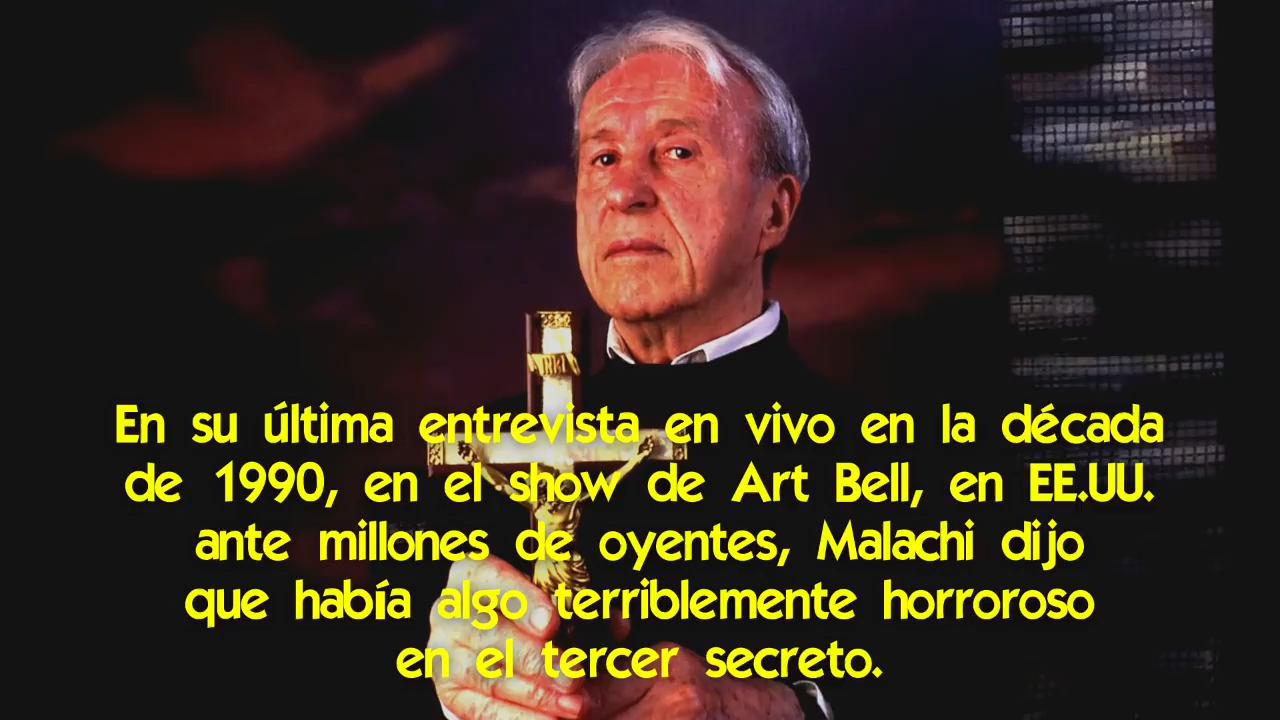 INRI
En su última entrevista en vivo en la década
de 1990, en el show de Art Bell, en EE.UU.
ante millones de oyentes, Malachi dijo
que había algo terriblemente horroroso
en el tercer secreto.